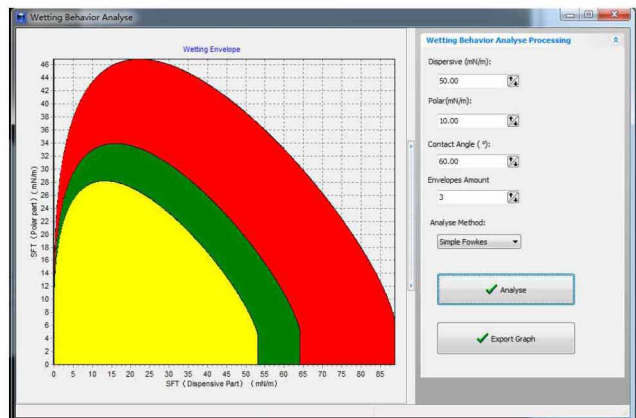 Wetting Behavior Analyse
Wetting Envelope
46
44
42
40
38
36
34
32
30
28
26
24
22
20
18
16
14
12
10
8
6
4
2
0
SFT (Polar part) (mN/m)
0 5 10 15 20 25 30 35 40 45 50 55 60 65 70 75 80 85
SFT (Dispensive Part) (mN/m)
Wetting Behavior Analyse Processing
Dispersive (mN/m):
50.00
Polar(mN/m):
10.00
Contact Angle ( °):
60.00
Envelopes Amount
3
Analyse Method:
Simple Fowkes
Analyse
Export Graph